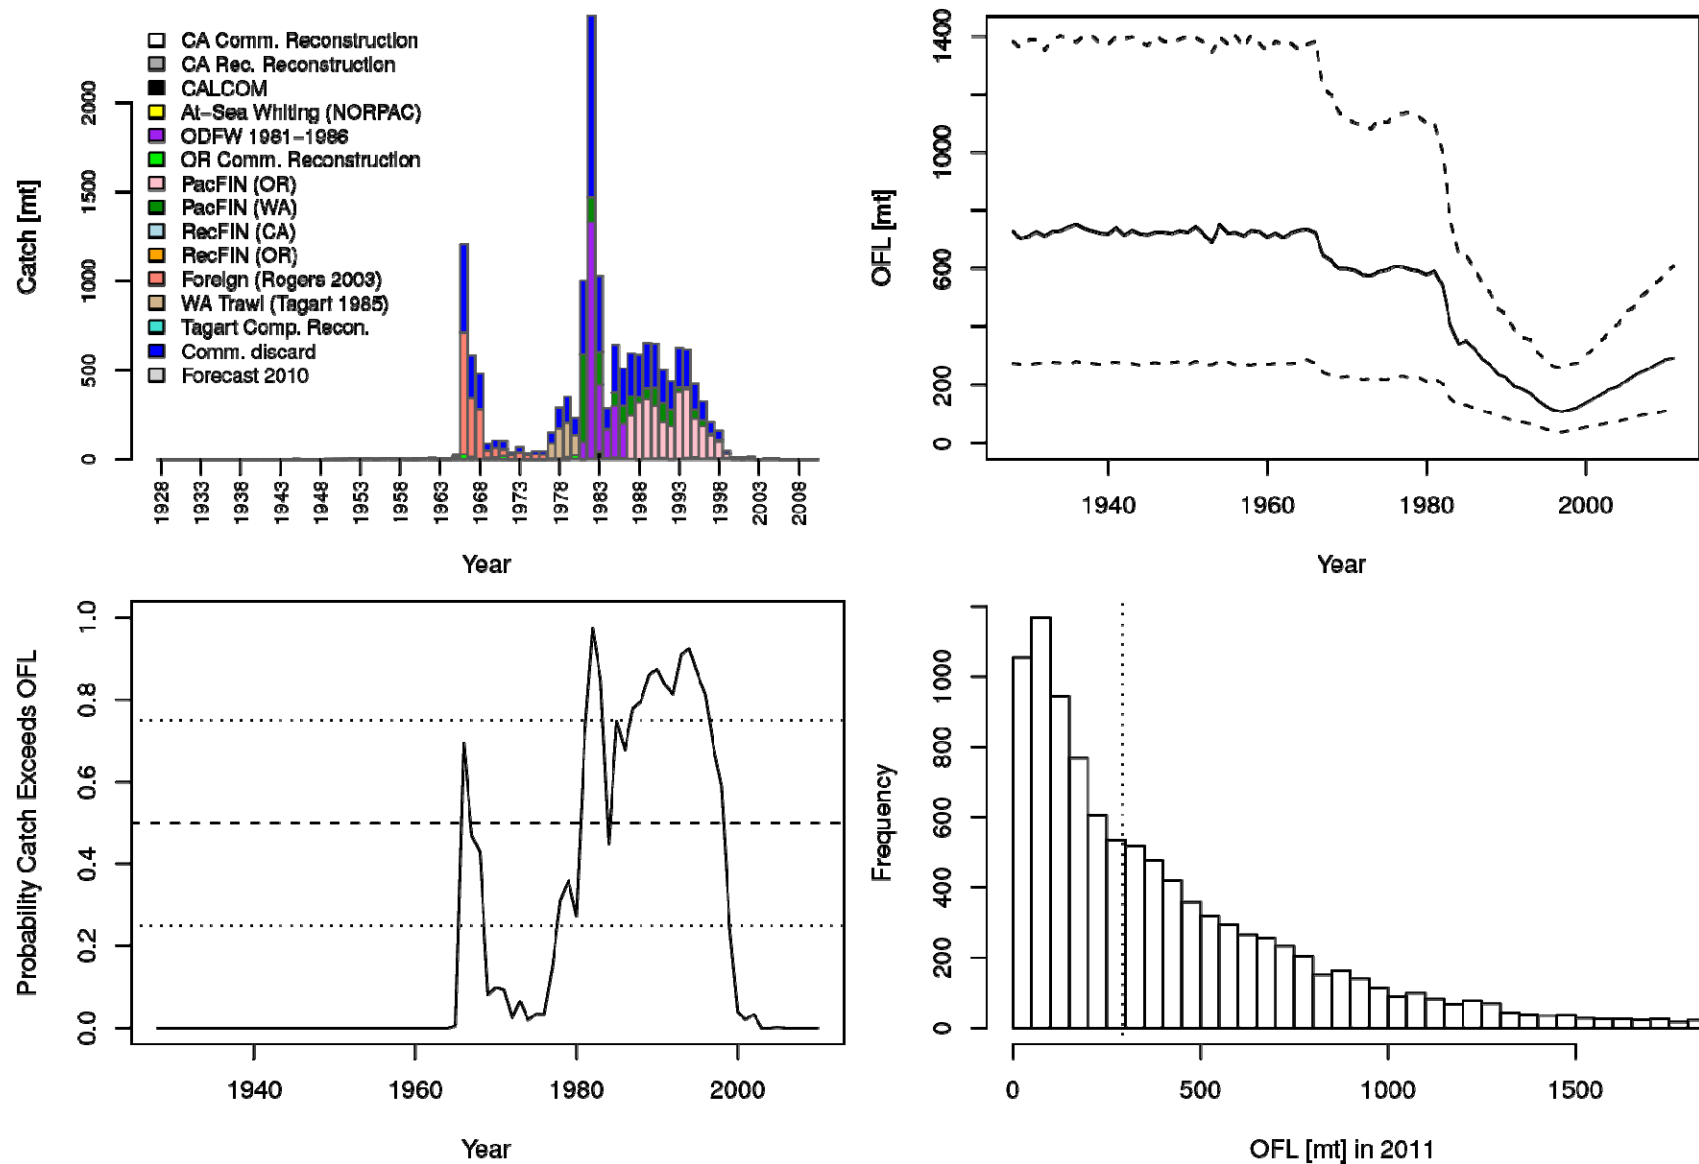 CA Comm. Reconstruction
CA Rec. Reconstruction
CALCOM
At-Sea Whiting (NORPAC)
ODFW 1981-1986
OR Comm. Reconstruction
PacFIN (OR)
PacFIN (WA)
RecFIN (CA)
RecFIN (OR)
Foreign (Rogers 2003)
WA Trawl (Tagart 1985)
Tagart Comp. Recon.
Comm. discard
Forecast 2010
Catch [mt]
0 500 1000 1500 2000
1928 1933 1938 1943 1948 1953 1958 1963 1968 1973 1978 1983 1988 1993 1998 2003 2008
Year
OFL [mt]
0 200 600 1000 1400
1940 1960 1980 2000
Year
Probability Catch Exceeds OFL
0.0 0.2 0.4 0.6 0.8 1.0
1940 1960 1980 2000
Year
Frequency
0 200 400 600 800 1000
0 500 1000 1500
OFL [mt] in 2011